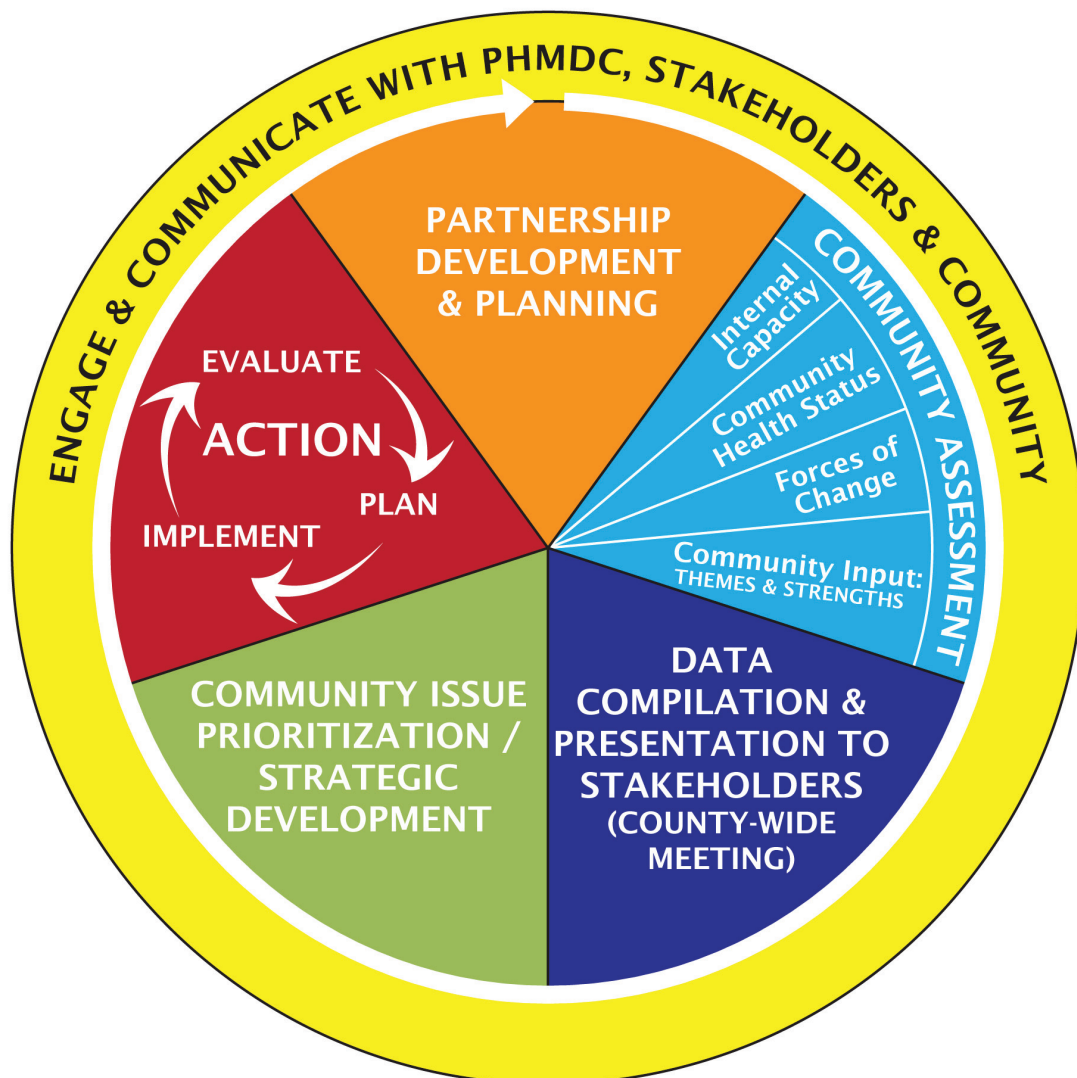 ENGAGE & COMMUNICATE WITH PHMDC, STAKEHOLDERS & COMMUNITY
PARTNERSHIP
DEVELOPMENT
& PLANNING
COMMUNITY ASSESSMENT
Internal
Capacity
Community
Health Status
Forces of
Change
Community Input:
THEMES & STRENGTHS
DATA
COMPILATION &
PRESENTATION TO
STAKEHOLDERS
(COUNTY-WIDE
MEETING)
COMMUNITY ISSUE
PRIORITIZATION /
STRATEGIC
DEVELOPMENT
EVALUATE
ACTION
PLAN
IMPLEMENT